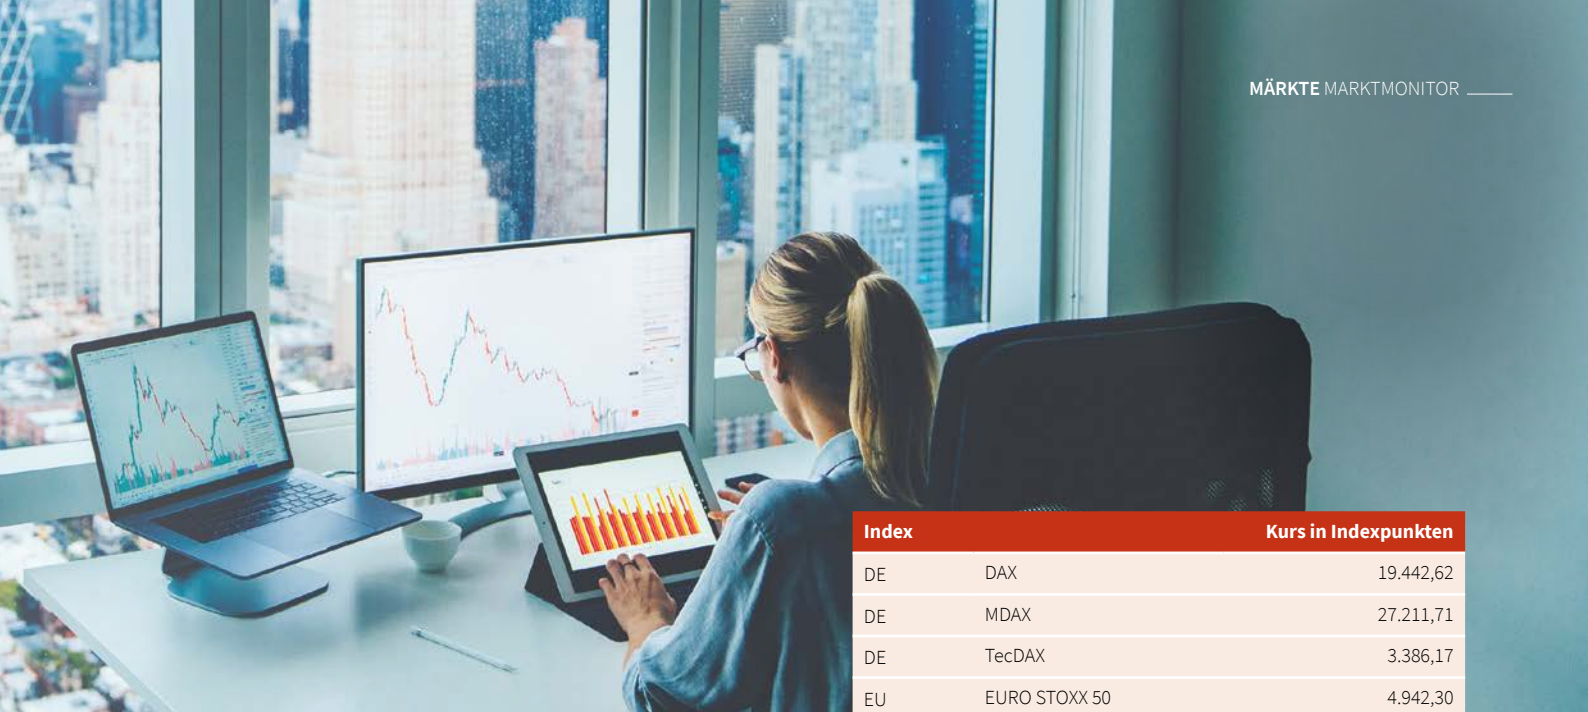 MÄRKTE MARKTMONITOR
Index Kurs in Indexpunkten
DE DAX 19.442,62
DE MDAX 27.211,71
DE TecDAX 3.386,17
EU EURO STOXX 50 4.942,30